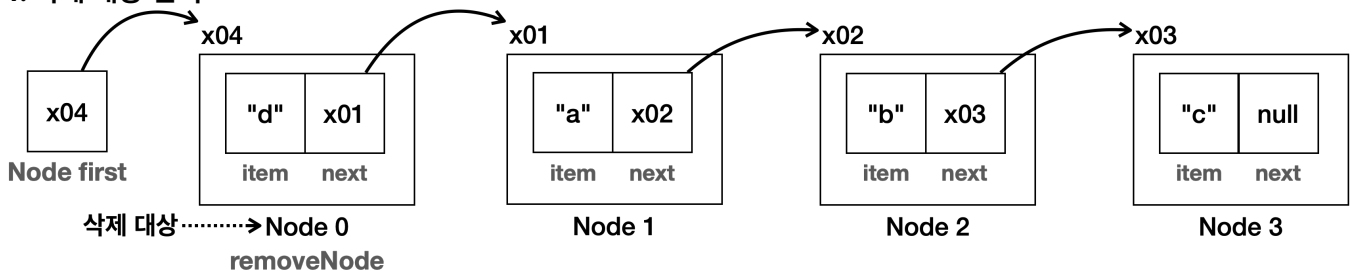 x04 x01 x02 x03
x04 "d" x01 "a" x02 "b" x03 "c" null
Node first item next item next item next item next
삭제 대상 Node 0 Node 1 Node 2 Node 3
removeNode